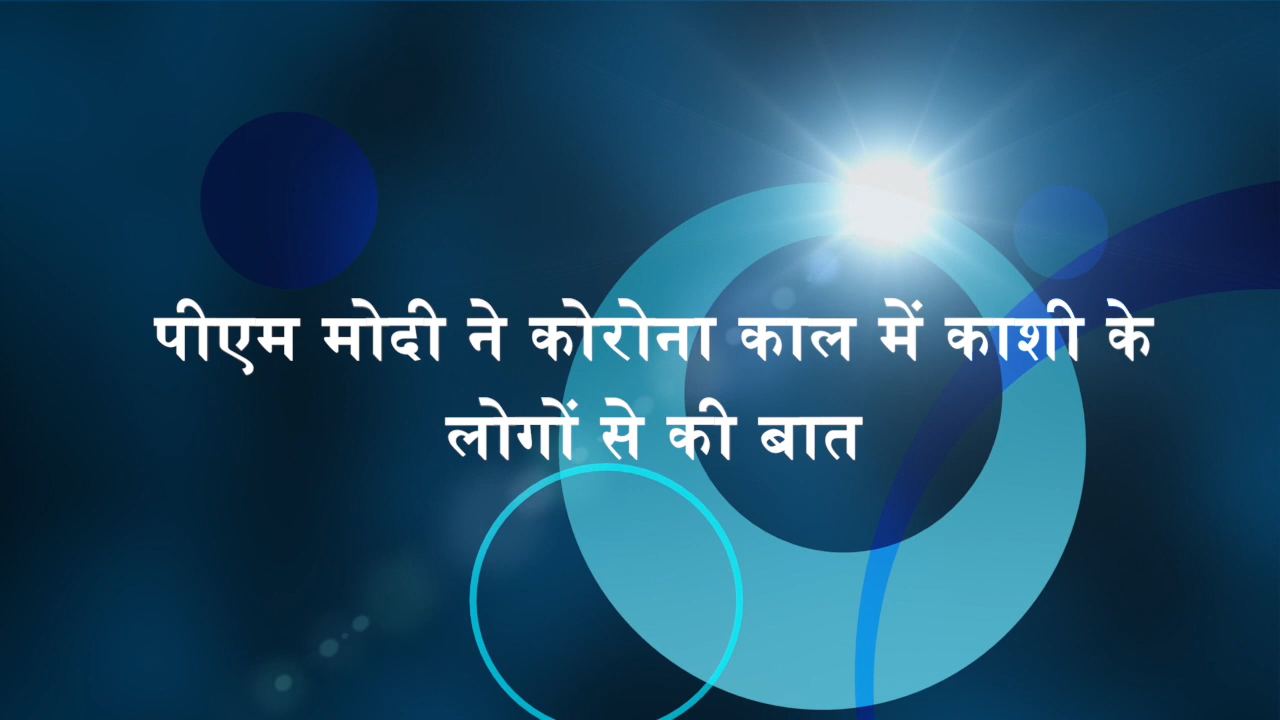 पीएम मोदी ने कोरोना काल में काशी के
लोगों से की बात